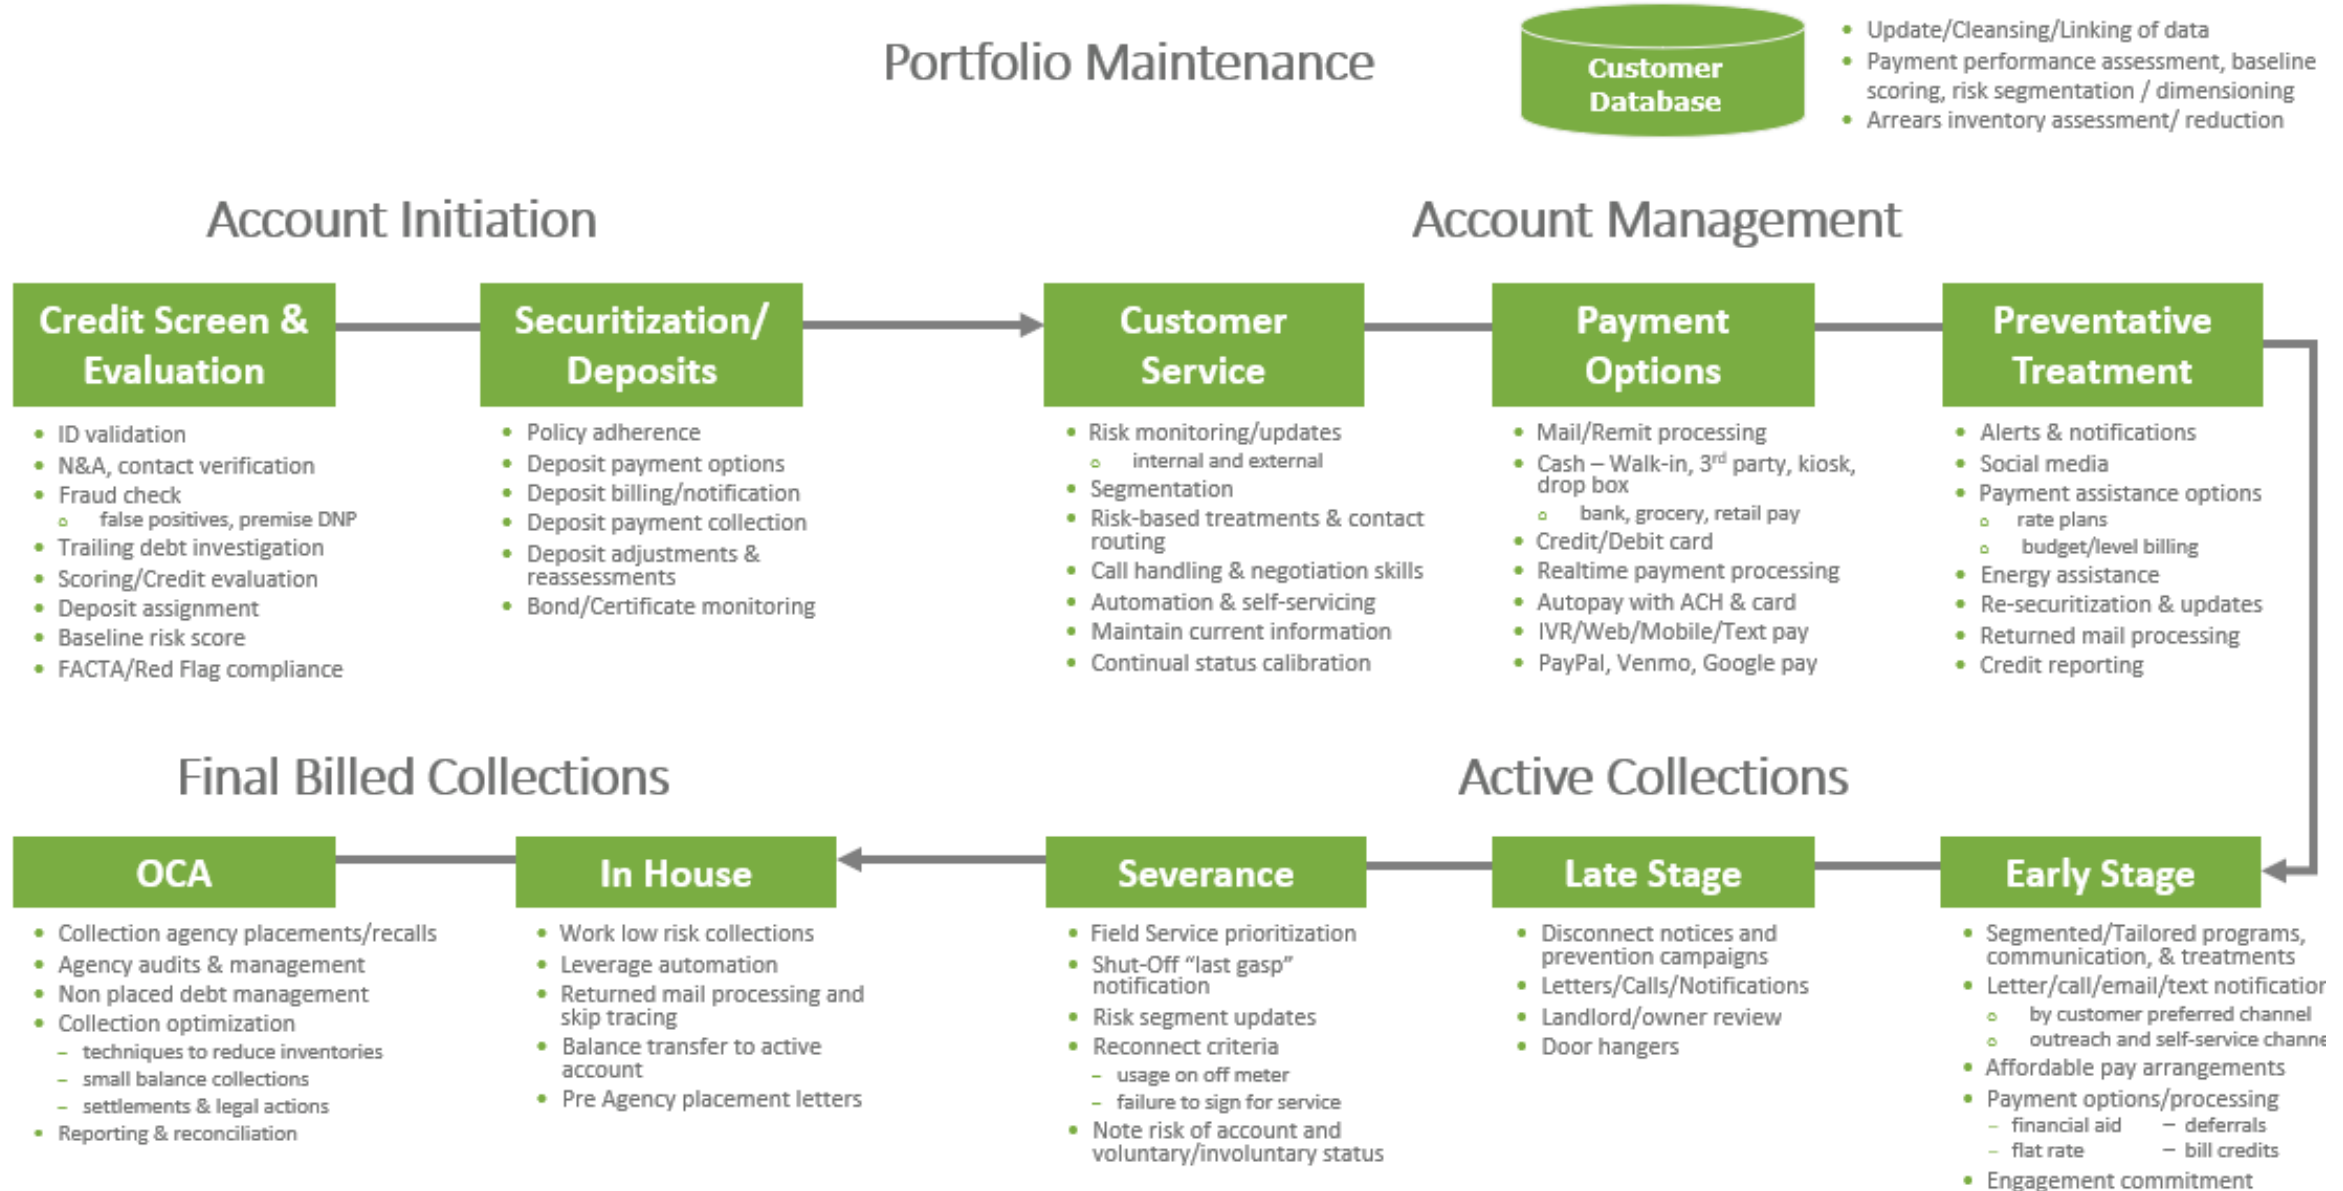 Portfolio Maintenance
Customer
Database
• Update/Cleansing/Linking of data
• Payment performance assessment, baseline
scoring, risk segmentation / dimensioning
• Arrears inventory assessment/ reduction
Account Initiation
Account Management
Credit Screen &
Evaluation
• ID validation
• N&A, contact verification
• Fraud check
o false positives, premise DNP
• Trailing debt investigation
• Scoring/Credit evaluation
• Deposit assignment
• Baseline risk score
• FACTA/Red Flag compliance
Securitization/
Deposits
• Policy adherence
• Deposit payment options
• Deposit billing/notification
• Deposit payment collection
• Deposit adjustments &
reassessments
• Bond/Certificate monitoring
Customer
Service
• Risk monitoring/updates
o internal and external
• Segmentation
• Risk-based treatments & contact
routing
• Call handling & negotiation skills
• Automation & self-servicing
• Maintain current information
• Continual status calibration
Payment
Options
• Mail/Remit processing
• Cash – Walk-in, 3rd party, kiosk,
drop box
o bank, grocery, retail pay
• Credit/Debit card
• Realtime payment processing
• Autopay with ACH & card
• IVR/Web/Mobile/Text pay
• PayPal, Venmo, Google pay
Preventative
Treatment
• Alerts & notifications
• Social media
• Payment assistance options
o rate plans
o budget/level billing
• Energy assistance
• Re-securitization & updates
• Returned mail processing
• Credit reporting
Final Billed Collections
Active Collections
OCA
• Collection agency placements/recalls
• Agency audits & management
• Non placed debt management
• Collection optimization
– techniques to reduce inventories
– small balance collections
– settlements & legal actions
• Reporting & reconciliation
In House
• Work low risk collections
• Leverage automation
• Returned mail processing and
skip tracing
• Balance transfer to active
account
• Pre Agency placement letters
Severance
• Field Service prioritization
• Shut-Off “last gasp”
notification
• Risk segment updates
• Reconnect criteria
– usage on off meter
– failure to sign for service
• Note risk of account and
voluntary/involuntary status
Late Stage
• Disconnect notices and
prevention campaigns
• Letters/Calls/Notifications
• Landlord/owner review
• Door hangers
Early Stage
• Segmented/Tailored programs,
communication, & treatments
• Letter/call/email/text notification
o by customer preferred channel
o outreach and self-service channe
• Affordable pay arrangements
• Payment options/processing
– financial aid – deferrals
– flat rate – bill credits
• Engagement commitment